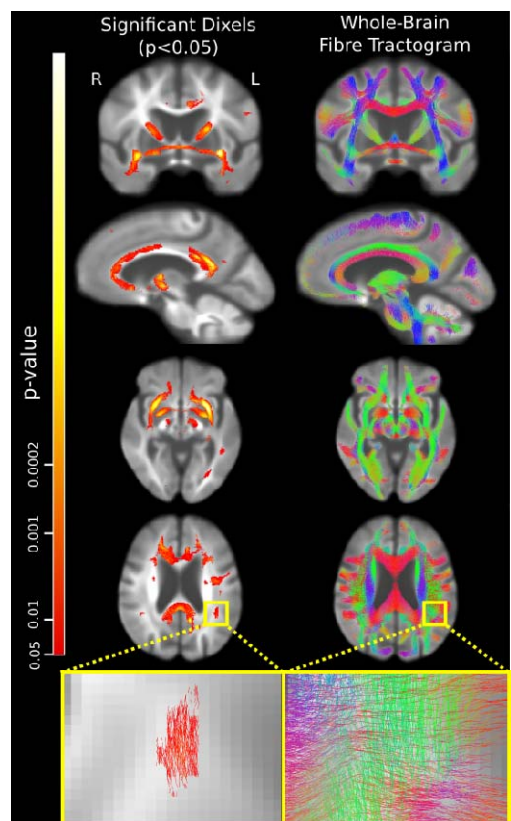 Significant Dixels
(p<0.05)
Whole-Brain
Fibre Tractogram
R
L
p-value
0.0002
0.001
0.01
0.05